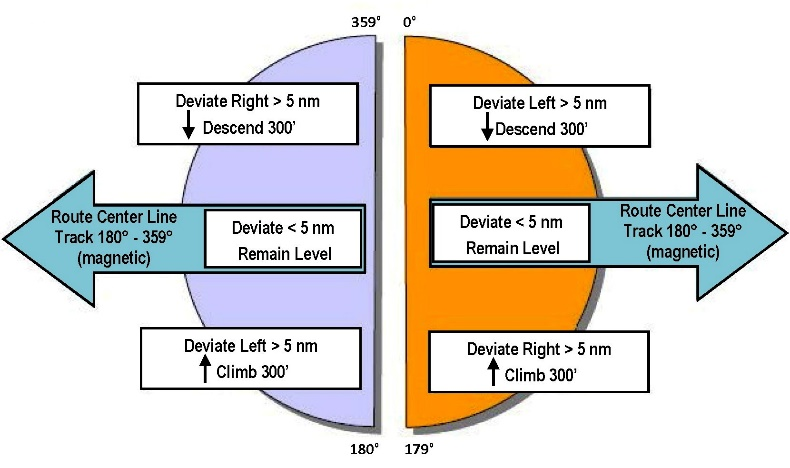 359° 0°
Deviate Right > 5 nm
↓ Descend 300’
Deviate Left > 5 nm
↓ Descend 300’
Route Center Line
Track 180° - 359°
(magnetic)
Deviate < 5 nm
Remain Level
Deviate < 5 nm
Remain Level
Route Center Line
Track 180° - 359°
(magnetic)
Deviate Left > 5 nm
↑ Climb 300’
Deviate Right > 5 nm
↑ Climb 300’
180° 179°